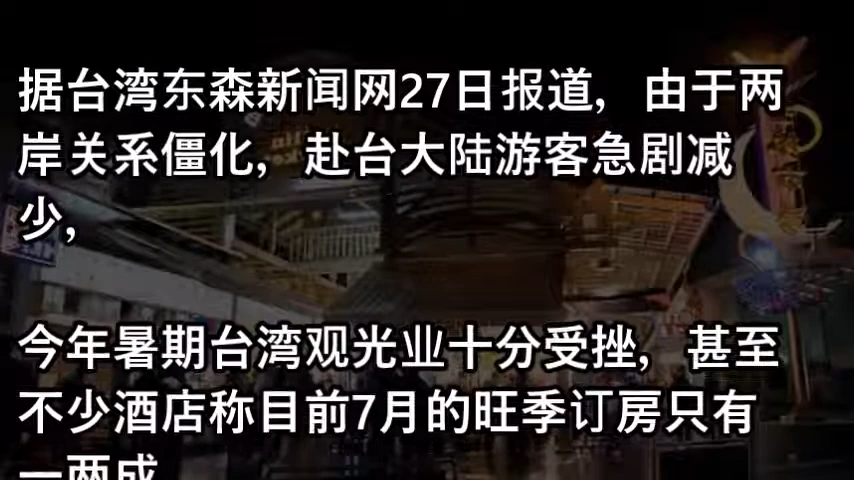 据台湾东森新闻网27日报道，由于两
岸关系僵化，赴台大陆游客急剧减
少，
今年暑期台湾观光业十分受挫，甚至
不少酒店称目前7月的旺季订房只有
一两成